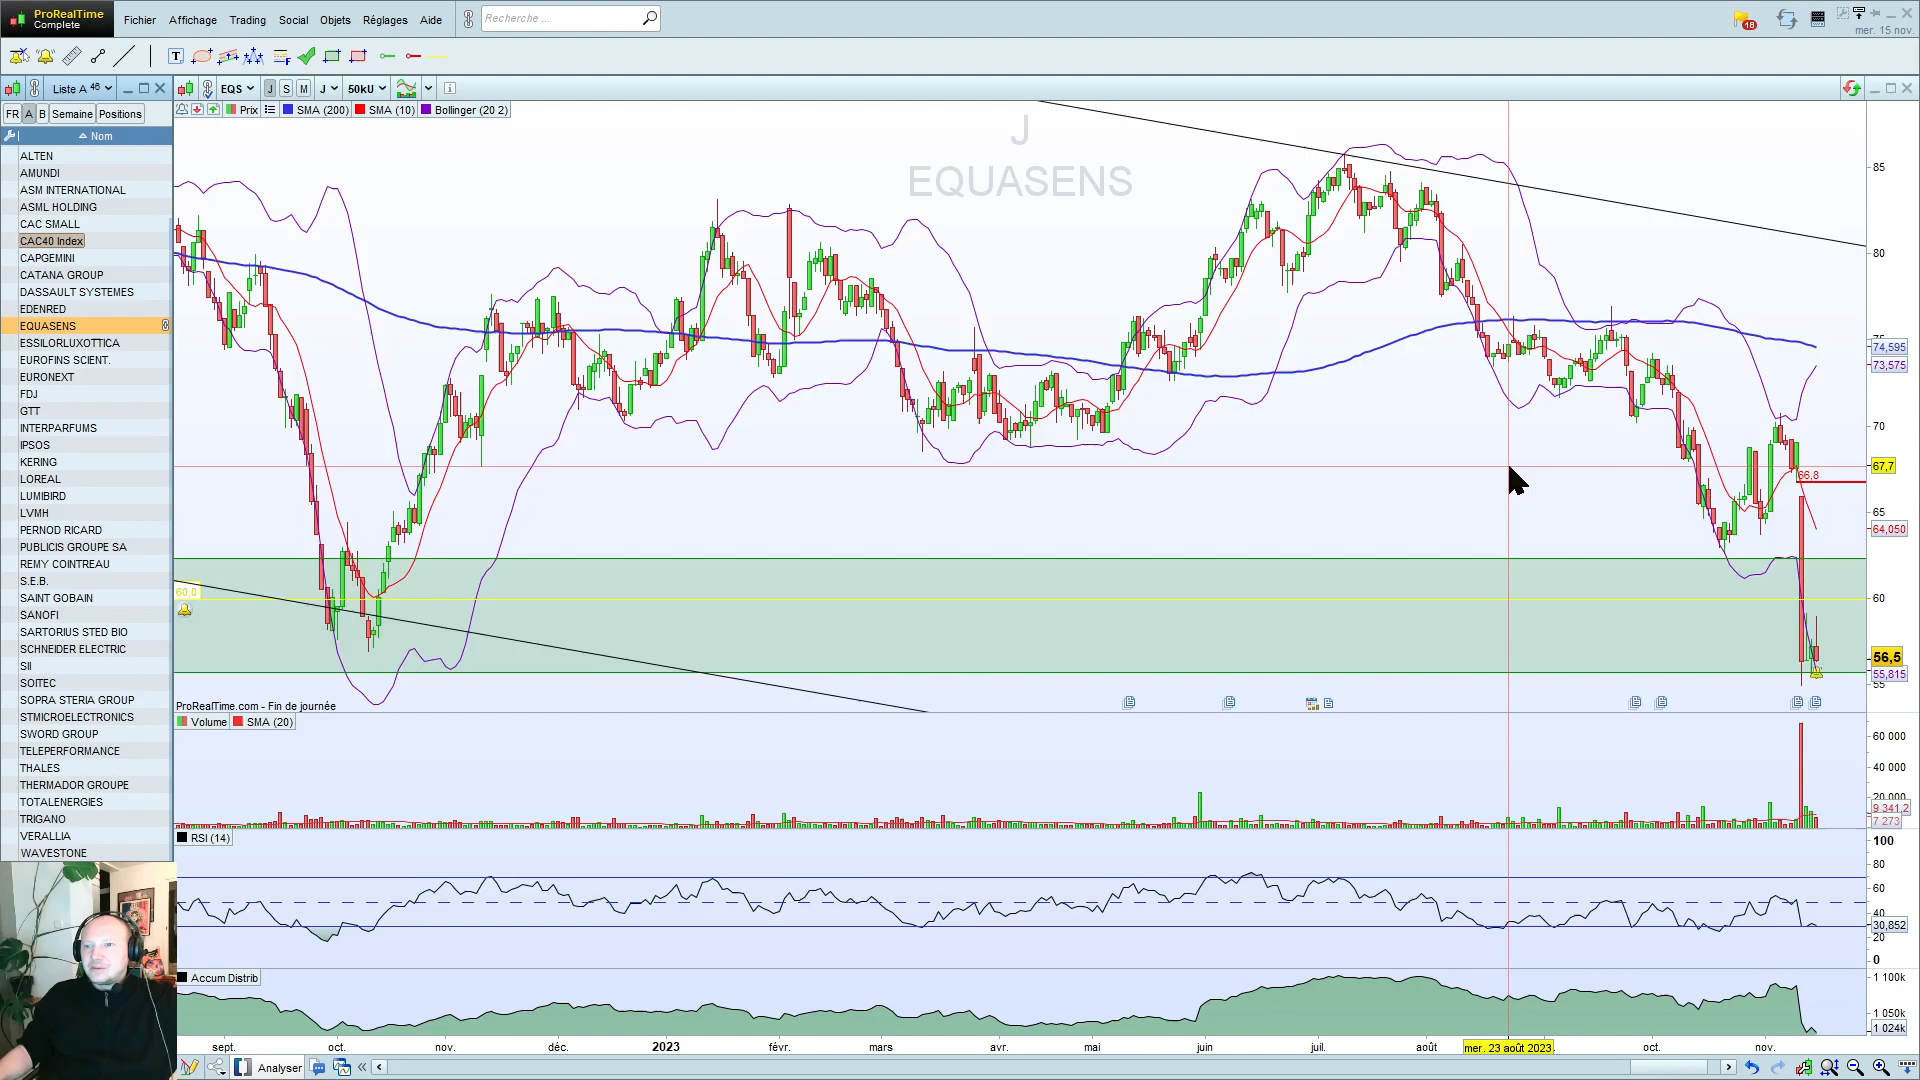 ProRealTime
Complete
Fichier Affichage Trading Social Objets Réglages Aide
Recherche ...
18
mer. 15 nov.
T
Liste A 46
EQS J S M J 50kU
FR A B Semaine Positions
Prix SMA (200) SMA (10) Bollinger (20 2)
Nom
ALTEN
AMUNDI
ASM INTERNATIONAL
ASML HOLDING
CAC SMALL
CAC40 Index
CAPGEMINI
CATANA GROUP
DASSAULT SYSTEMES
EDENRED
EQUASENS
ESSILORLUXOTTICA
EUROFINS SCIENT.
EURONEXT
FDJ
GTT
INTERPARFUMS
IPSOS
KERING
LOREAL
LUMIBIRD
LVMH
PERNOD RICARD
PUBLICIS GROUPE SA
REMY COINTREAU
S.E.B.
SAINT GOBAIN
SANOFI
SARTORIUS STED BIO
SCHNEIDER ELECTRIC
SII
SOITEC
SOPRA STERIA GROUP
STMICROELECTRONICS
SWORD GROUP
TELEPERFORMANCE
THALES
THERMADOR GROUPE
TOTALENERGIES
TRIGANO
VERALLIA
WAVESTONE
J
EQUASENS
85
80
75
74,595
73,575
70
67,7
66,8
65
64,050
60
60,0
56,5
55,815
55
ProRealTime.com - Fin de journée
Volume SMA (20)
60 000
40 000
20 000
9 341,2
7 273
RSI (14)
100
80
60
40
30,852
20
0
Accum Distrib
1 100k
1 050k
1 024k
sept. oct. nov. déc. 2023 févr. mars avr. mai juin juil. août mer. 23 août 2023 oct. nov.
Analyser